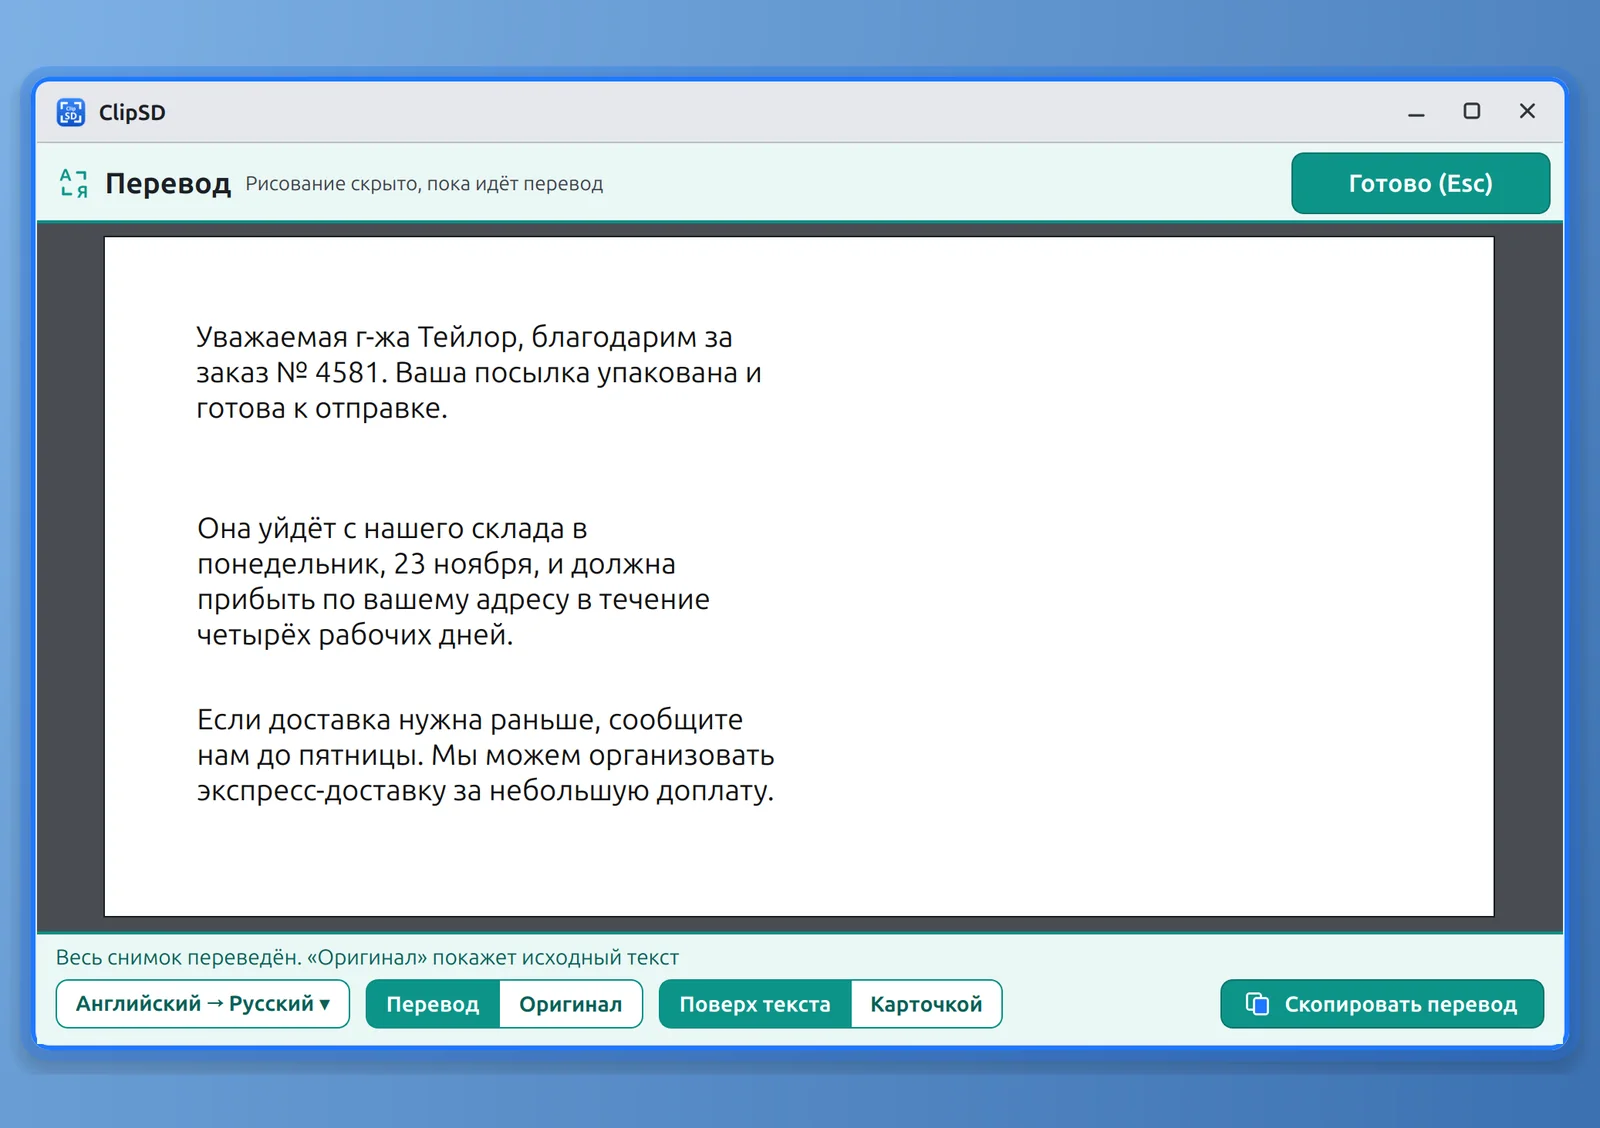 ClipSD
Перевод Рисование скрыто, пока идёт перевод
Готово (Esc)
Уважаемая г-жа Тейлор, благодарим за
заказ № 4581. Ваша посылка упакована и
готова к отправке.
Она уйдёт с нашего склада в
понедельник, 23 ноября, и должна
прибыть по вашему адресу в течение
четырёх рабочих дней.
Если доставка нужна раньше, сообщите
нам до пятницы. Мы можем организовать
экспресс-доставку за небольшую доплату.
Весь снимок переведён. «Оригинал» покажет исходный текст
Английский → Русский ▾
Перевод
Оригинал
Поверх текста
Карточкой
Скопировать перевод